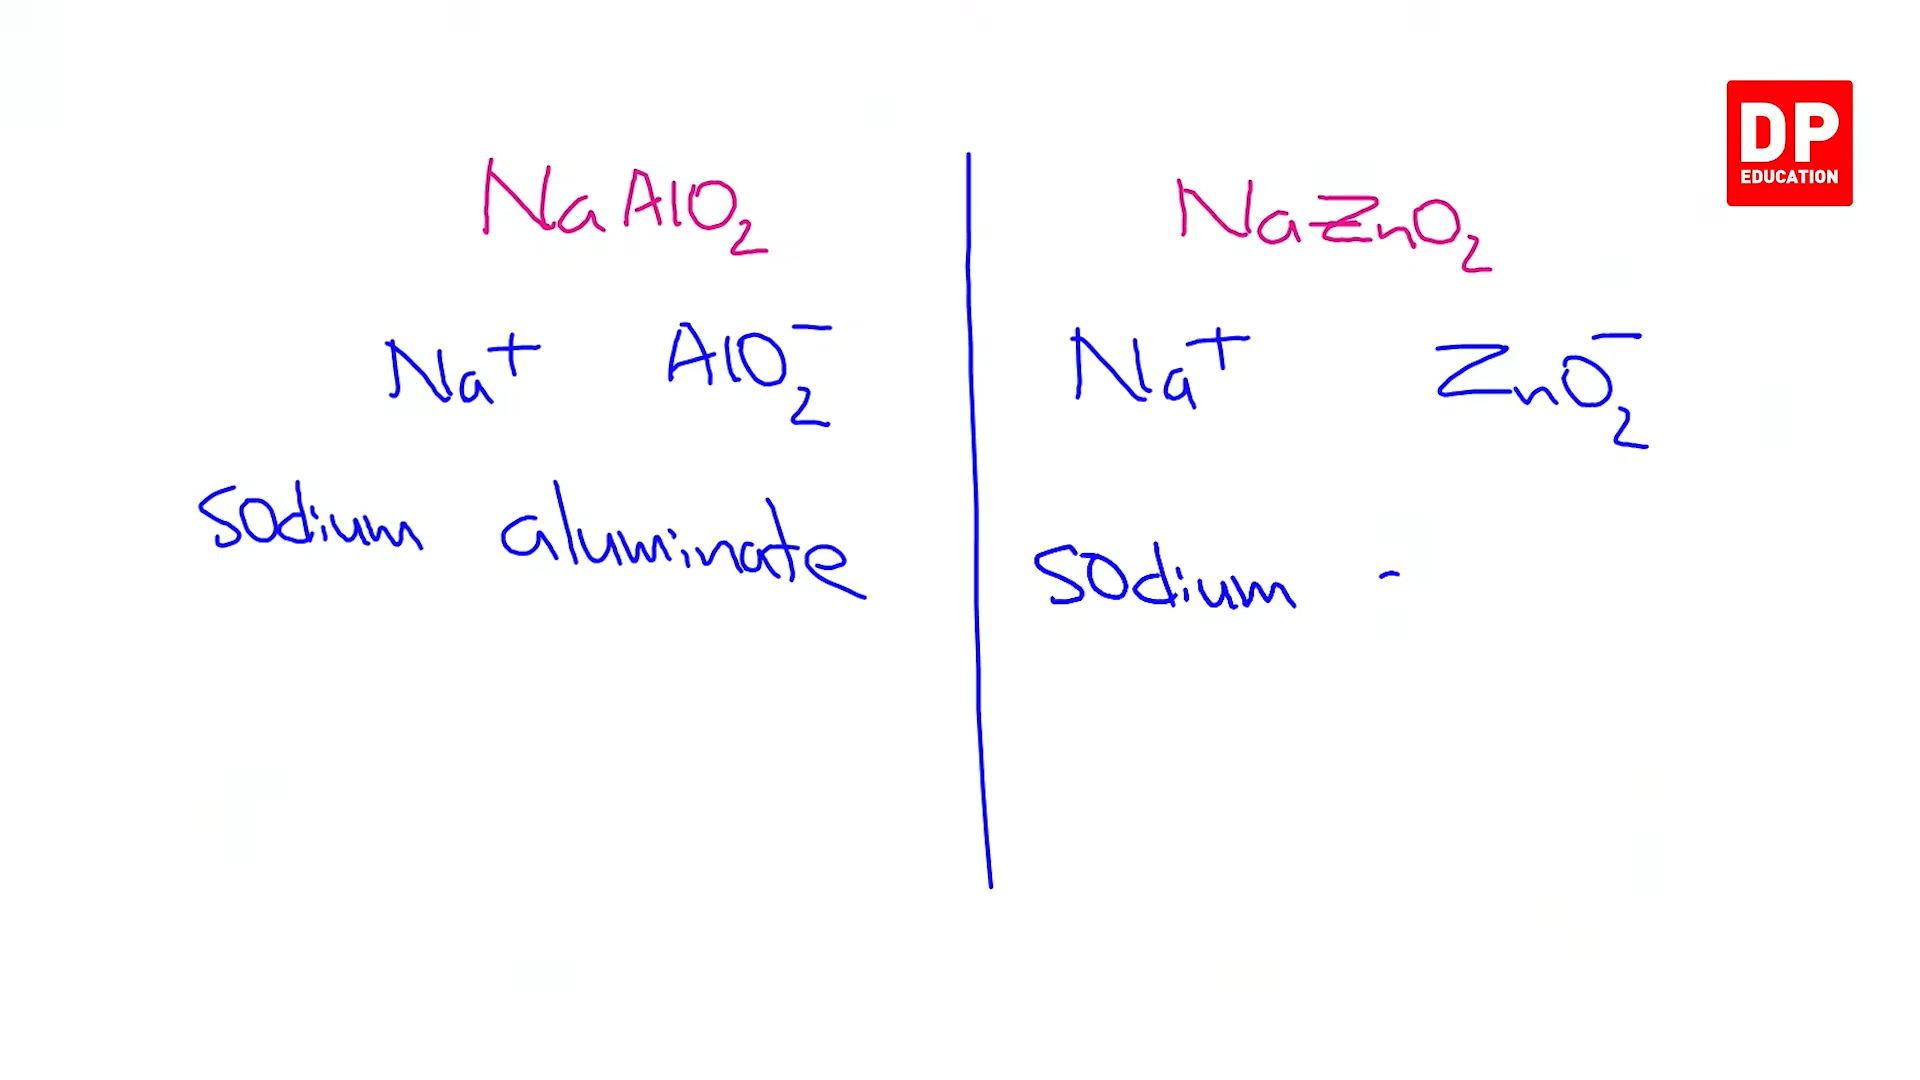 DP
EDUCATION
NaAlO₂
Na⁺ AlO₂⁻
sodium aluminate
NaZnO₂
Na⁺ ZnO₂⁻
sodium